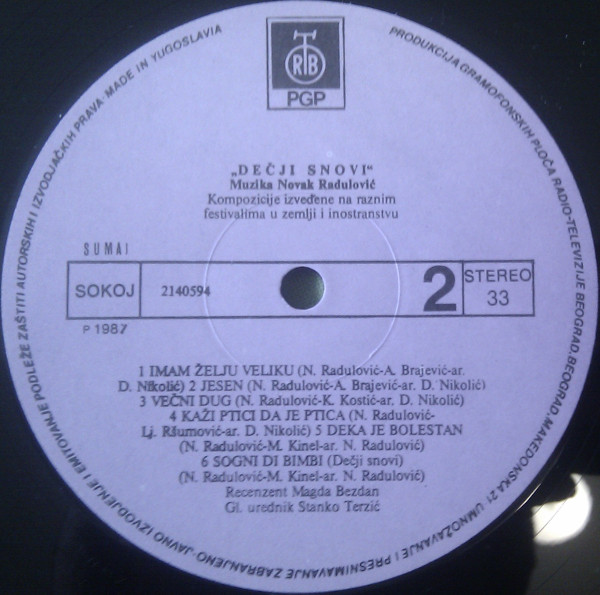 RTB
PGP
PRODUKCIJA GRAMOFONSKIH PLOČA RADIO-TELEVIZIJE BEOGRAD, BEOGRAD, MAKEDONSKA 21 UMNOŽAVANJE I PRESNIMAVANJE ZABRANJENO·JAVNO IZVODJENJE I EMITOVANJE PODLEŽE ZAŠTITI AUTORSKIH I IZVODJAČKIH PRAVA·MADE IN YUGOSLAVIA
„DEČJI SNOVI“
Muzika Novak Radulović
Kompozicije izveđene na raznim
festivalima u zemlji i inostranstvu
SUMAI
SOKOJ
2140594
2
STEREO
33
P 1987
1 IMAM ŽELJU VELIKU (N. Radulović-A. Brajević-ar.
D. Nikolić) 2 JESEN (N. Radulović-A. Brajević-ar. D. Nikolić)
3 VEČNI DUG (N. Radulović-K. Kostić-ar. D. Nikolić)
4 KAŽI PTICI DA JE PTICA (N. Radulović-
Lj. Ršumović-ar. D. Nikolić) 5 DEKA JE BOLESTAN
(N. Radulović-M. Kinel-ar. N. Radulović)
6 SOGNI DI BIMBI (Dečji snovi)
(N. Radulović-M. Kinel-ar. N. Radulović)
Recenzent Magda Bezdan
Gl. urednik Stanko Terzić